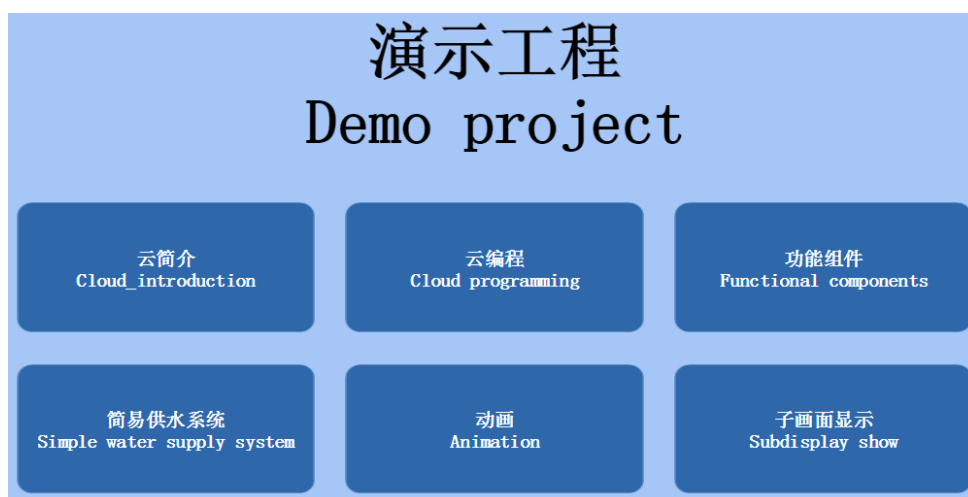 演示工程
Demo project
云简介
Cloud_introduction
云编程
Cloud programming
功能组件
Functional components
简易供水系统
Simple water supply system
动画
Animation
子画面显示
Subdisplay show